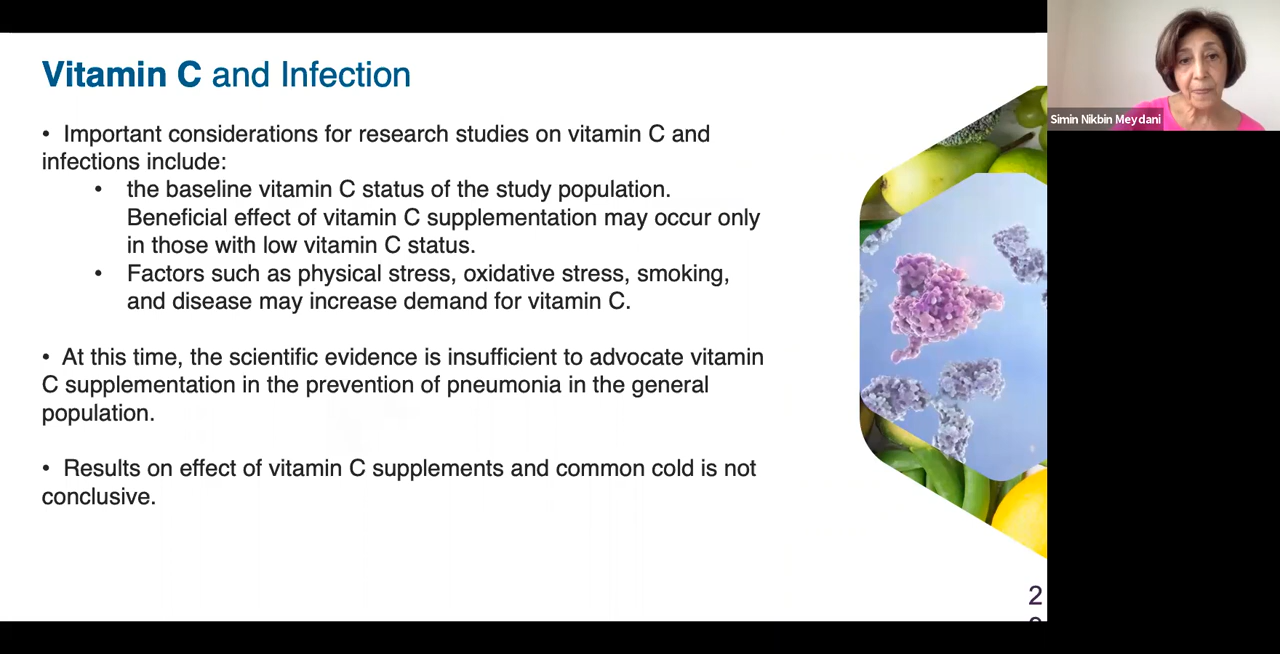 Vitamin C and Infection
• Important considerations for research studies on vitamin C and
infections include:
• the baseline vitamin C status of the study population.
Beneficial effect of vitamin C supplementation may occur only
in those with low vitamin C status.
• Factors such as physical stress, oxidative stress, smoking,
and disease may increase demand for vitamin C.
• At this time, the scientific evidence is insufficient to advocate vitamin
C supplementation in the prevention of pneumonia in the general
population.
• Results on effect of vitamin C supplements and common cold is not
conclusive.
2
Simin Nikbin Meydani